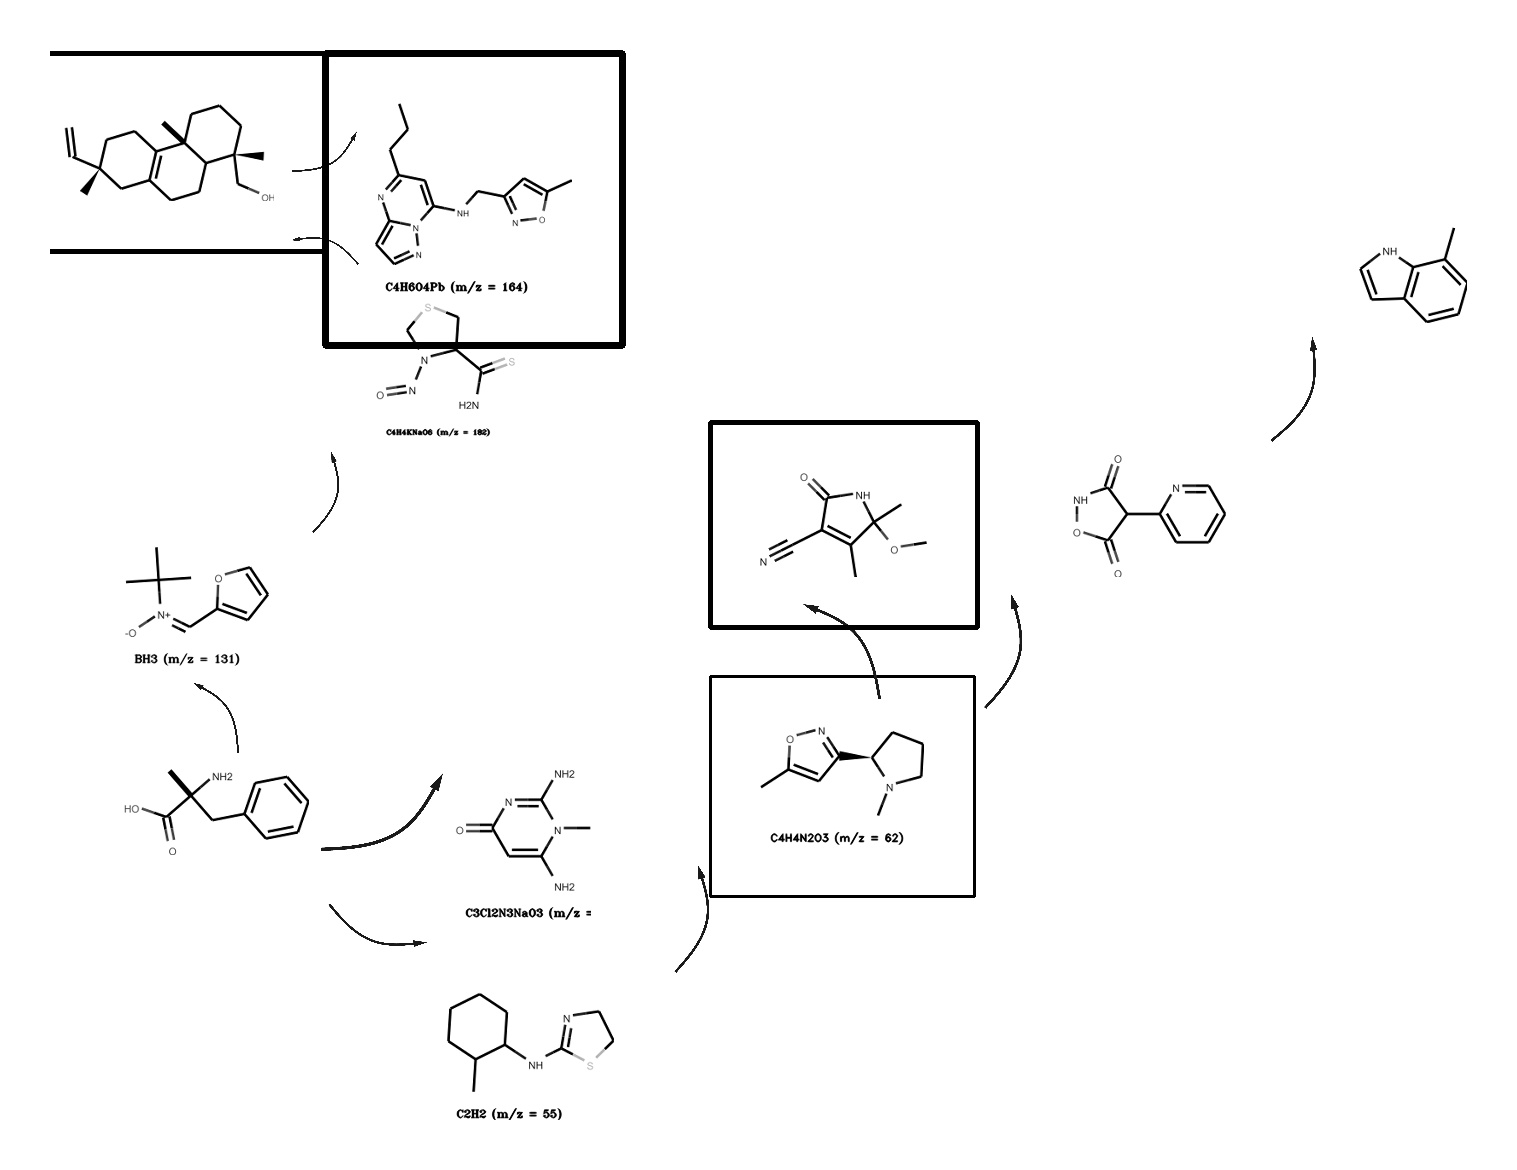 OH
N
N
N
NH
N
O
C4H6O4Pb (m/z = 164)
S
N
N
O
S
H2N
C4H4KNaO6 (m/z = 182)
NH
O
NH
O
N
O
NH
O
O
N
O
N+
-O
BH3 (m/z = 131)
NH2
HO
O
NH2
N
O
N
NH2
C3Cl2N3NaO3 (m/z =
O
N
N
C4H4N2O3 (m/z = 62)
N
NH
S
C2H2 (m/z = 55)